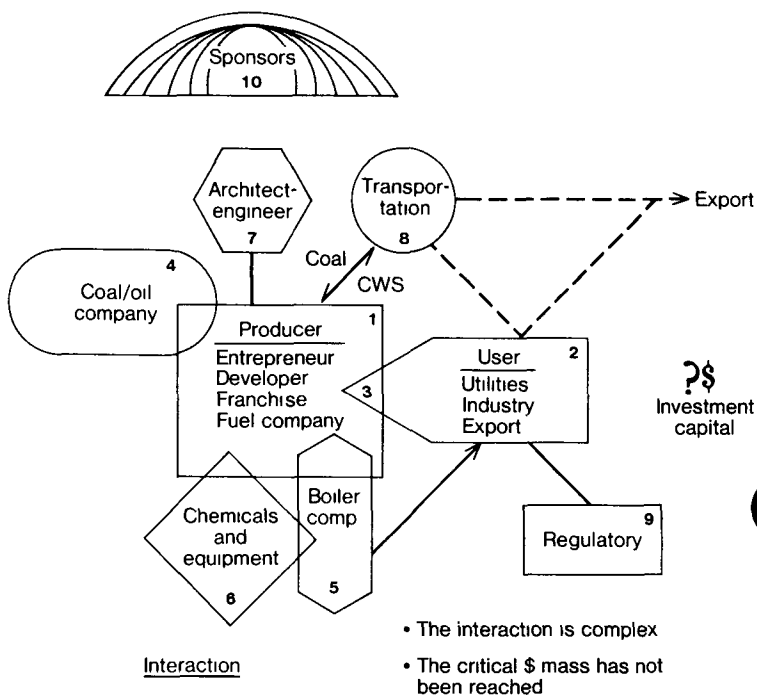 Sponsors
10
Architect-
engineer
7
Transpor-
tation
8
Export
Coal
CWS
4
Coal/oil
company
1
Producer
Entrepreneur
Developer
Franchise
Fuel company
3
2
User
Utilities
Industry
Export
?$
Investment
capital
Chemicals
and
equipment
6
Boiler
comp
5
9
Regulatory
Interaction
• The interaction is complex
• The critical $ mass has not
been reached